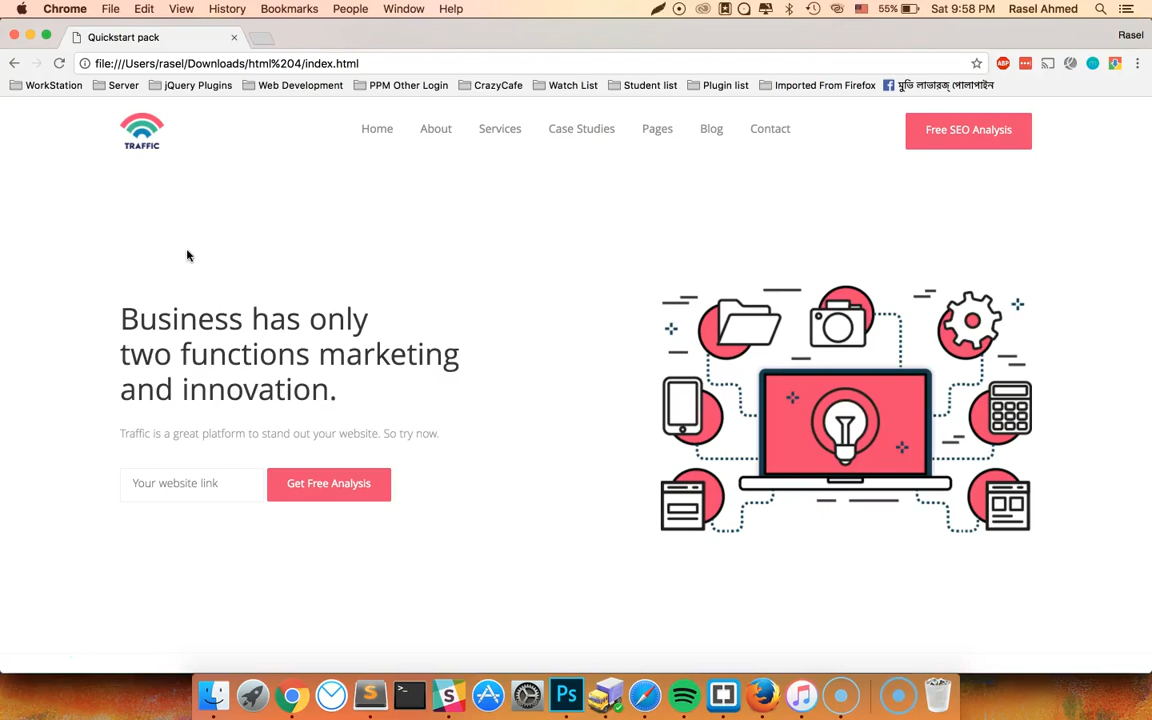 Chrome File Edit View History Bookmarks People Window Help 55% Sat 9:58 PM Rasel Ahmed
Quickstart pack Rasel
file:///Users/rasel/Downloads/html%204/index.html
WorkStation Server jQuery Plugins Web Development PPM Other Login CrazyCafe Watch List Student list Plugin list Imported From Firefox মুভি লাভারজ্ পোলাপাইন
TRAFFIC
Home About Services Case Studies Pages Blog Contact Free SEO Analysis
Business has only
two functions marketing
and innovation.
Traffic is a great platform to stand out your website. So try now.
Your website link Get Free Analysis
Ps